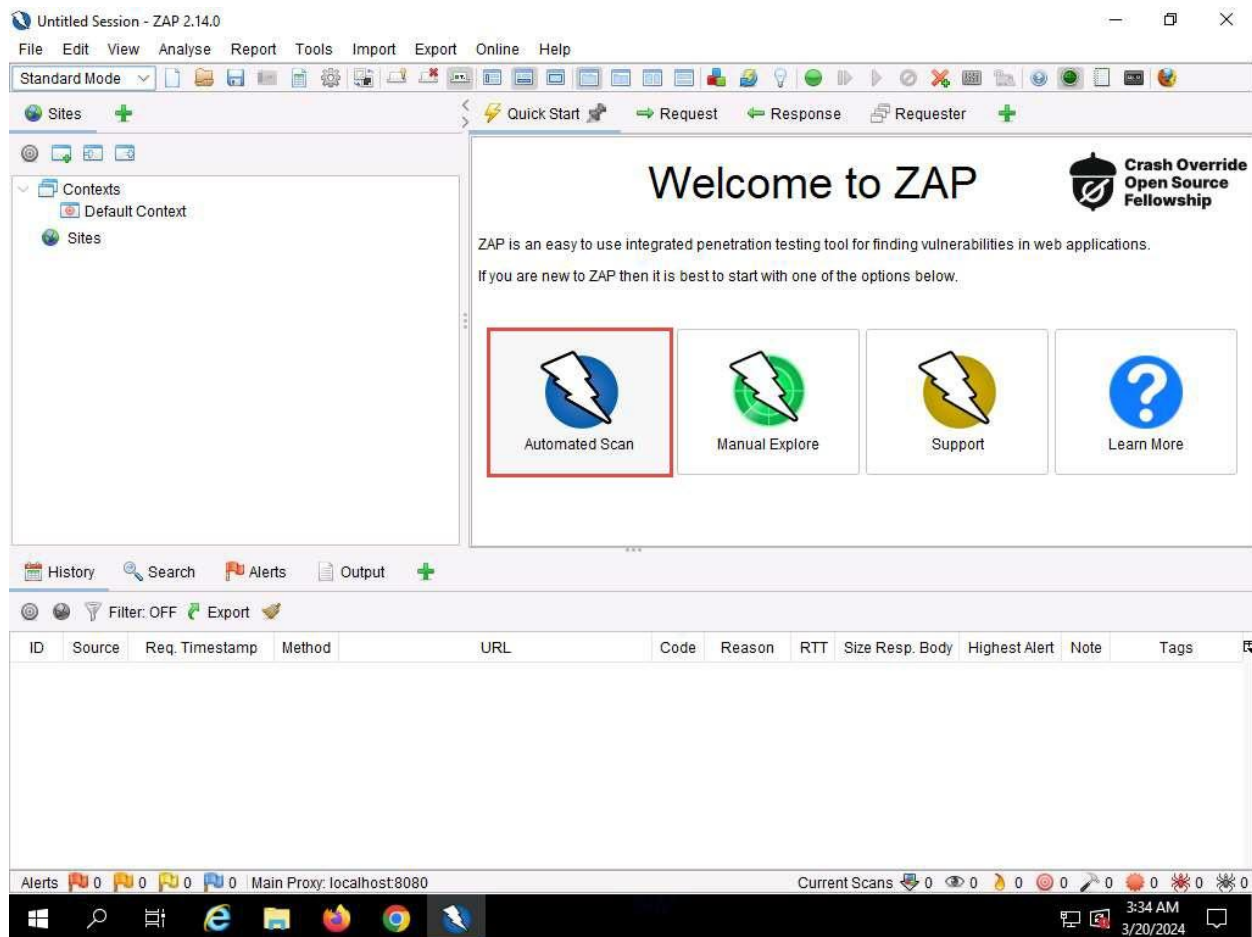 Untitled Session - ZAP 2.14.0
File Edit View Analyse Report Tools Import Export Online Help
Standard Mode
Sites
Quick Start Request Response Requester
Contexts
Default Context
Sites
Welcome to ZAP
Crash Override
Open Source
Fellowship
ZAP is an easy to use integrated penetration testing tool for finding vulnerabilities in web applications.
If you are new to ZAP then it is best to start with one of the options below.
Automated Scan Manual Explore Support Learn More
History Search Alerts Output
Filter: OFF Export
ID Source Req. Timestamp Method URL Code Reason RTT Size Resp. Body Highest Alert Note Tags
Alerts 0 0 0 0 Main Proxy: localhost:8080 Current Scans 0 0 0 0 0 0 0 0
3:34 AM
3/20/2024